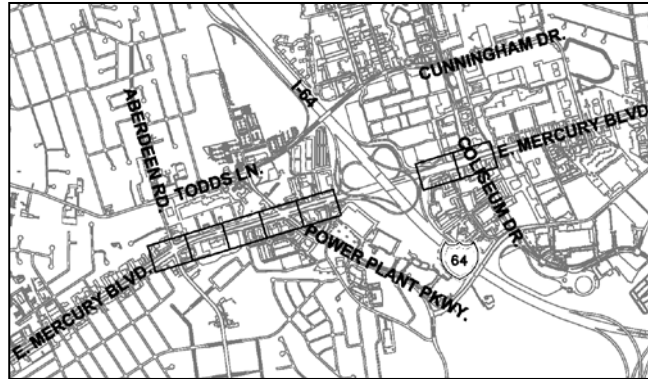 CUNNINGHAM DR.
I-64
ABERDEEN RD.
E. MERCURY BLVD.
COLISEUM DR.
TODDS LN.
POWER PLANT PKWY.
64
E. MERCURY BLVD.